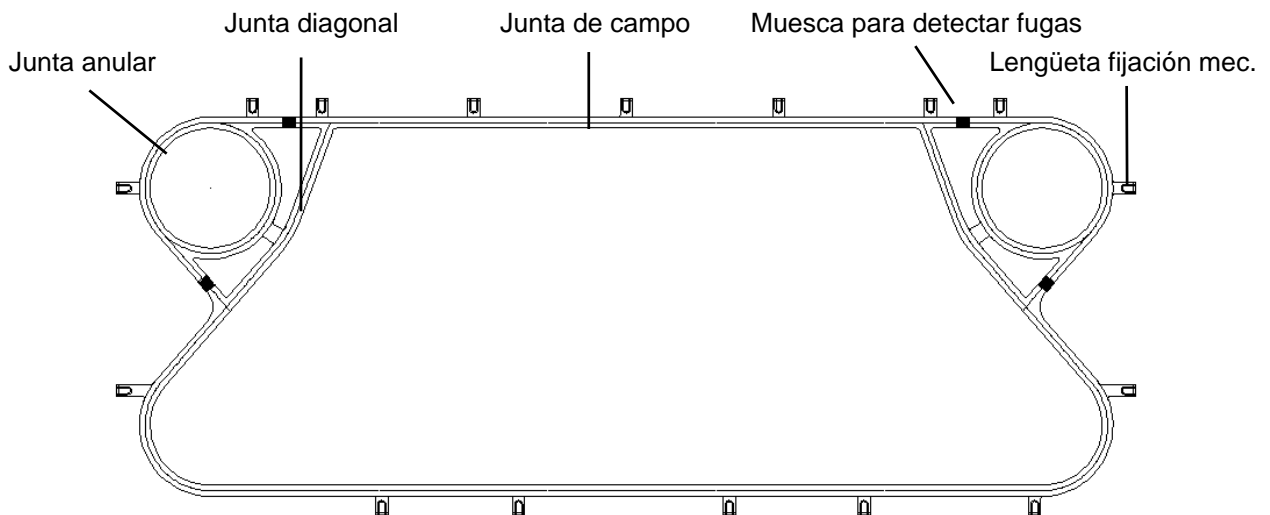 Junta diagonal
Junta de campo
Muesca para detectar fugas
Junta anular
Lengüeta fijación mec.